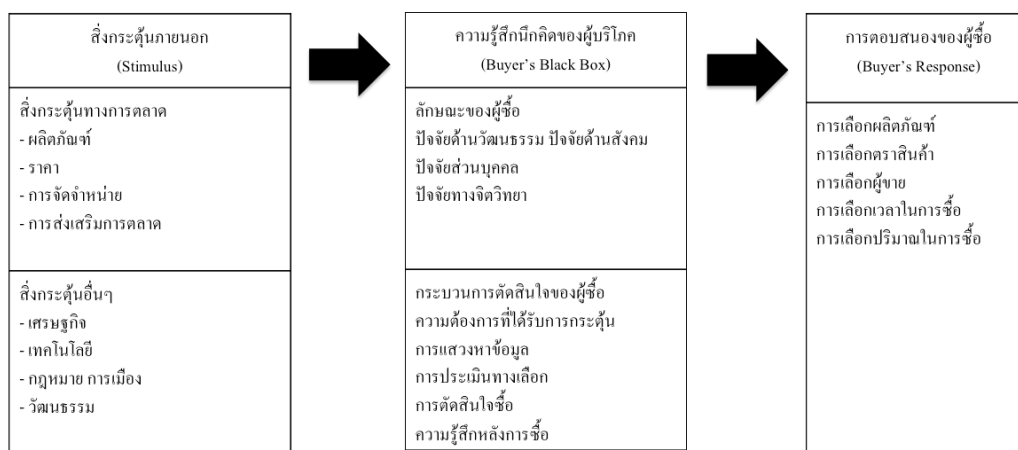 สิ่งกระตุ้นภายนอก
(Stimulus)
สิ่งกระตุ้นทางการตลาด
- ผลิตภัณฑ์
- ราคา
- การจัดจำหน่าย
- การส่งเสริมการตลาด
สิ่งกระตุ้นอื่นๆ
- เศรษฐกิจ
- เทคโนโลยี
- กฎหมาย การเมือง
- วัฒนธรรม
ความรู้สึกนึกคิดของผู้บริโภค
(Buyer's Black Box)
ลักษณะของผู้ซื้อ
ปัจจัยด้านวัฒนธรรม ปัจจัยด้านสังคม
ปัจจัยส่วนบุคคล
ปัจจัยทางจิตวิทยา
กระบวนการตัดสินใจของผู้ซื้อ
ความต้องการที่ได้รับการกระตุ้น
การแสวงหาข้อมูล
การประเมินทางเลือก
การตัดสินใจซื้อ
ความรู้สึกหลังการซื้อ
การตอบสนองของผู้ซื้อ
(Buyer's Response)
การเลือกผลิตภัณฑ์
การเลือกตราสินค้า
การเลือกผู้ขาย
การเลือกเวลาในการซื้อ
การเลือกปริมาณในการซื้อ